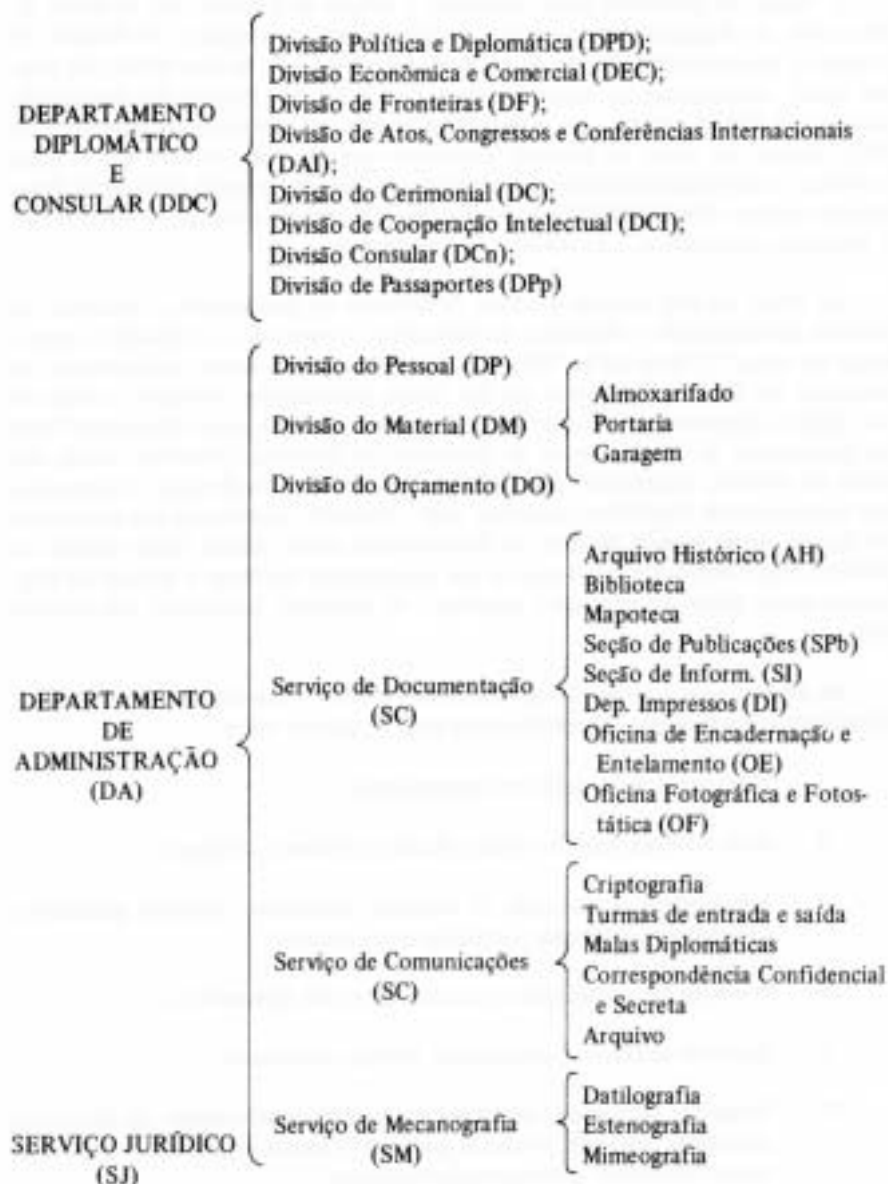 DEPARTAMENTO
DIPLOMÁTICO
E
CONSULAR (DDC)
Divisão Política e Diplomática (DPD);
Divisão Econômica e Comercial (DEC);
Divisão de Fronteiras (DF);
Divisão de Atos, Congressos e Conferências Internacionais
(DAI);
Divisão do Cerimonial (DC);
Divisão de Cooperação Intelectual (DCI);
Divisão Consular (DCn);
Divisão de Passaportes (DPp)
DEPARTAMENTO
DE
ADMINISTRAÇÃO
(DA)
Divisão do Pessoal (DP)
Divisão do Material (DM)
Almoxarifado
Portaria
Garagem
Divisão do Orçamento (DO)
Serviço de Documentação
(SC)
Arquivo Histórico (AH)
Biblioteca
Mapoteca
Seção de Publicações (SPb)
Seção de Inform. (SI)
Dep. Impressos (DI)
Oficina de Encadernação e
Entelamento (OE)
Oficina Fotográfica e Fotos-
tática (OF)
Serviço de Comunicações
(SC)
Criptografia
Turmas de entrada e saída
Malas Diplomáticas
Correspondência Confidencial
e Secreta
Arquivo
Serviço de Mecanografia
(SM)
Datilografia
Estenografia
Mimeografia
SERVIÇO JURÍDICO
(SJ)